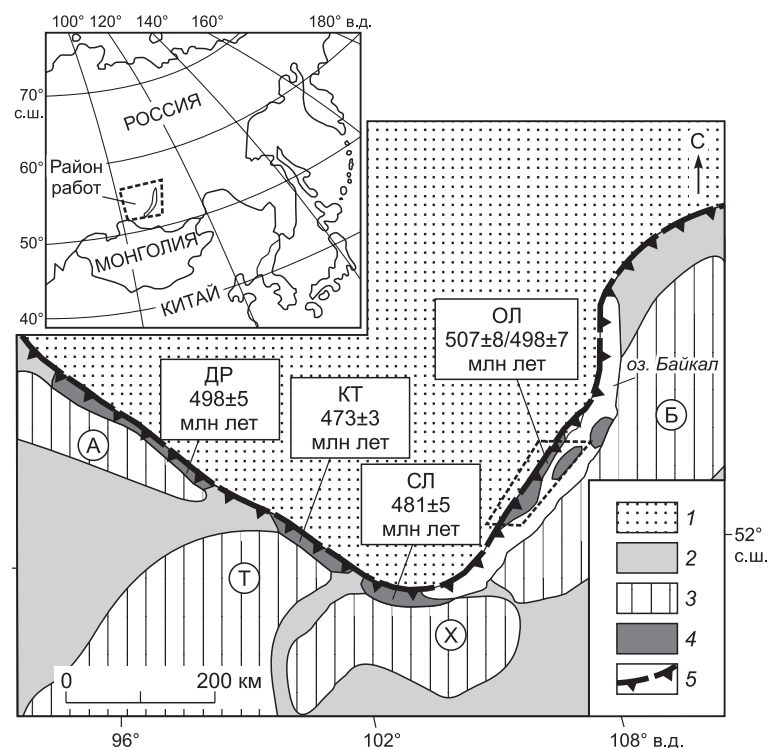 100° 120° 140° 160° 180° в.д.
70°
с.ш.
60°
50°
40°
РОССИЯ
Район
работ
МОНГОЛИЯ
КИТАЙ
С
ОЛ
507±8/498±7
млн лет
оз. Байкал
ДР
498±5
млн лет
КТ
473±3
млн лет
СЛ
481±5
млн лет
А
Б
Т
Х
1
2
3
4
5
52°
с.ш.
0 200 км
96° 102° 108° в.д.